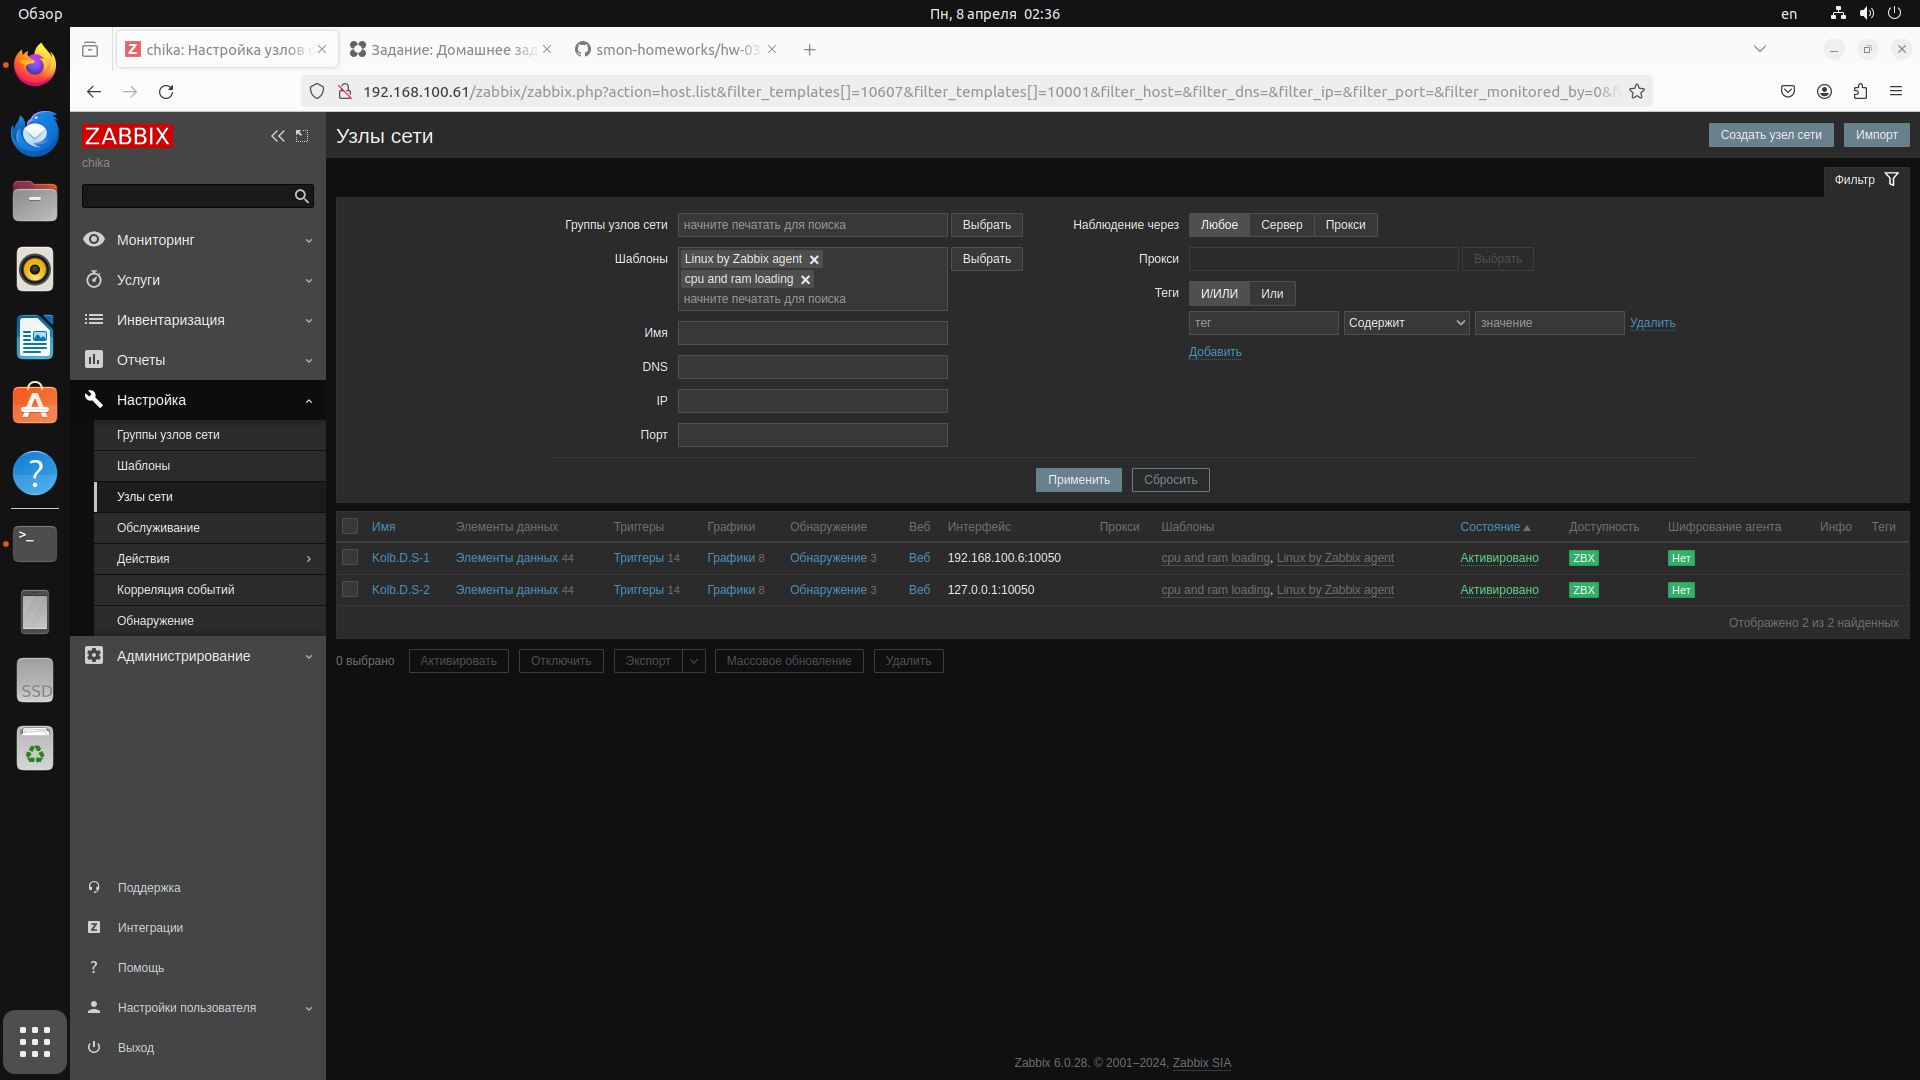 Обзор
Пн, 8 апреля 02:36
en
chika: Настройка узлов с
Задание: Домашнее зад
smon-homeworks/hw-03
192.168.100.61/zabbix/zabbix.php?action=host.list&filter_templates[]=10607&filter_templates[]=10001&filter_host=&filter_dns=&filter_ip=&filter_port=&filter_monitored_by=0&f
ZABBIX
chika
Мониторинг
Услуги
Инвентаризация
Отчеты
Настройка
Группы узлов сети
Шаблоны
Узлы сети
Обслуживание
Действия
Корреляция событий
Обнаружение
Администрирование
Поддержка
Интеграции
Помощь
Настройки пользователя
Выход
SSD
Узлы сети
Создать узел сети Импорт
Фильтр
Группы узлов сети начните печатать для поиска Выбрать
Шаблоны Linux by Zabbix agent Выбрать
cpu and ram loading
начните печатать для поиска
Имя
DNS
IP
Порт
Наблюдение через Любое Сервер Прокси
Прокси Выбрать
Теги И/ИЛИ Или
тег Содержит значение Удалить
Добавить
Применить Сбросить
Имя Элементы данных Триггеры Графики Обнаружение Веб Интерфейс Прокси Шаблоны Состояние Доступность Шифрование агента Инфо Теги
Kolb.D.S-1 Элементы данных 44 Триггеры 14 Графики 8 Обнаружение 3 Веб 192.168.100.6:10050 cpu and ram loading, Linux by Zabbix agent Активировано ZBX Нет
Kolb.D.S-2 Элементы данных 44 Триггеры 14 Графики 8 Обнаружение 3 Веб 127.0.0.1:10050 cpu and ram loading, Linux by Zabbix agent Активировано ZBX Нет
Отображено 2 из 2 найденных
0 выбрано Активировать Отключить Экспорт Массовое обновление Удалить
Zabbix 6.0.28. © 2001–2024, Zabbix SIA